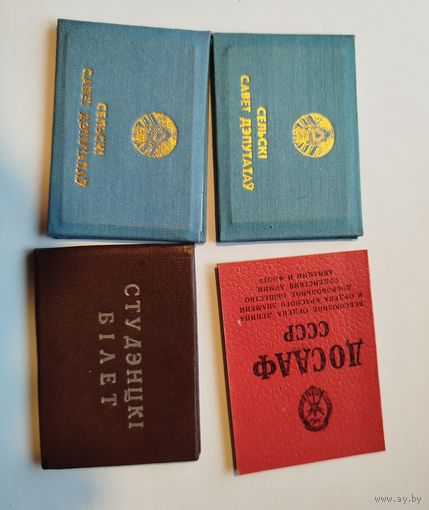 СЕЛЬСКІ
САВЕТ ДЭПУТАТАЎ
СЕЛЬСКІ
САВЕТ ДЭПУТАТАЎ
СТУДЭНЦКІ
БІЛЕТ
ВСЕСОЮЗНОЕ ОРДЕНА ЛЕНИНА
И ОРДЕНА КРАСНОГО ЗНАМЕНИ
ДОБРОВОЛЬНОЕ ОБЩЕСТВО
СОДЕЙСТВИЯ АРМИИ,
АВИАЦИИ И ФЛОТУ
ДОСААФ
СССР
www.ay.by